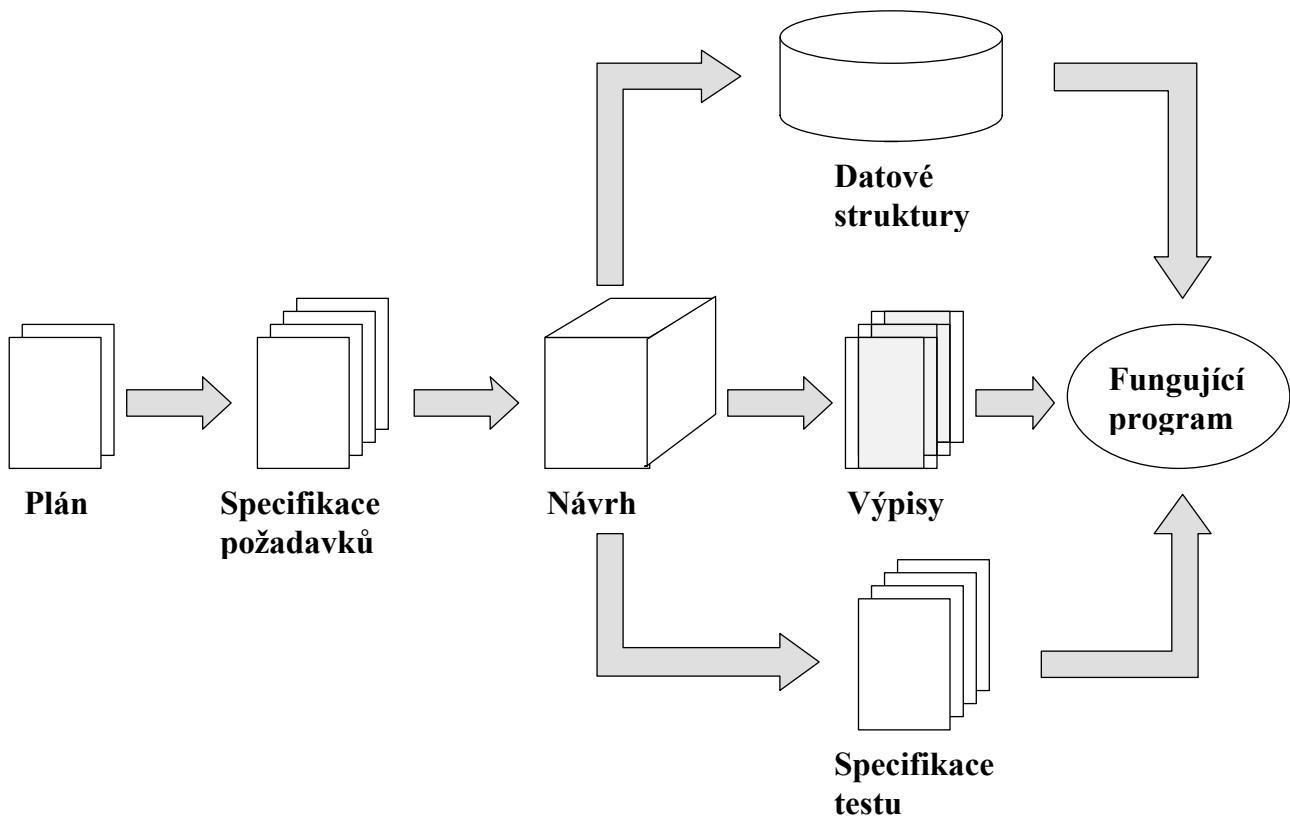 Datové
struktury
Fungující
program
Plán
Specifikace
požadavků
Návrh
Výpisy
Specifikace
testu